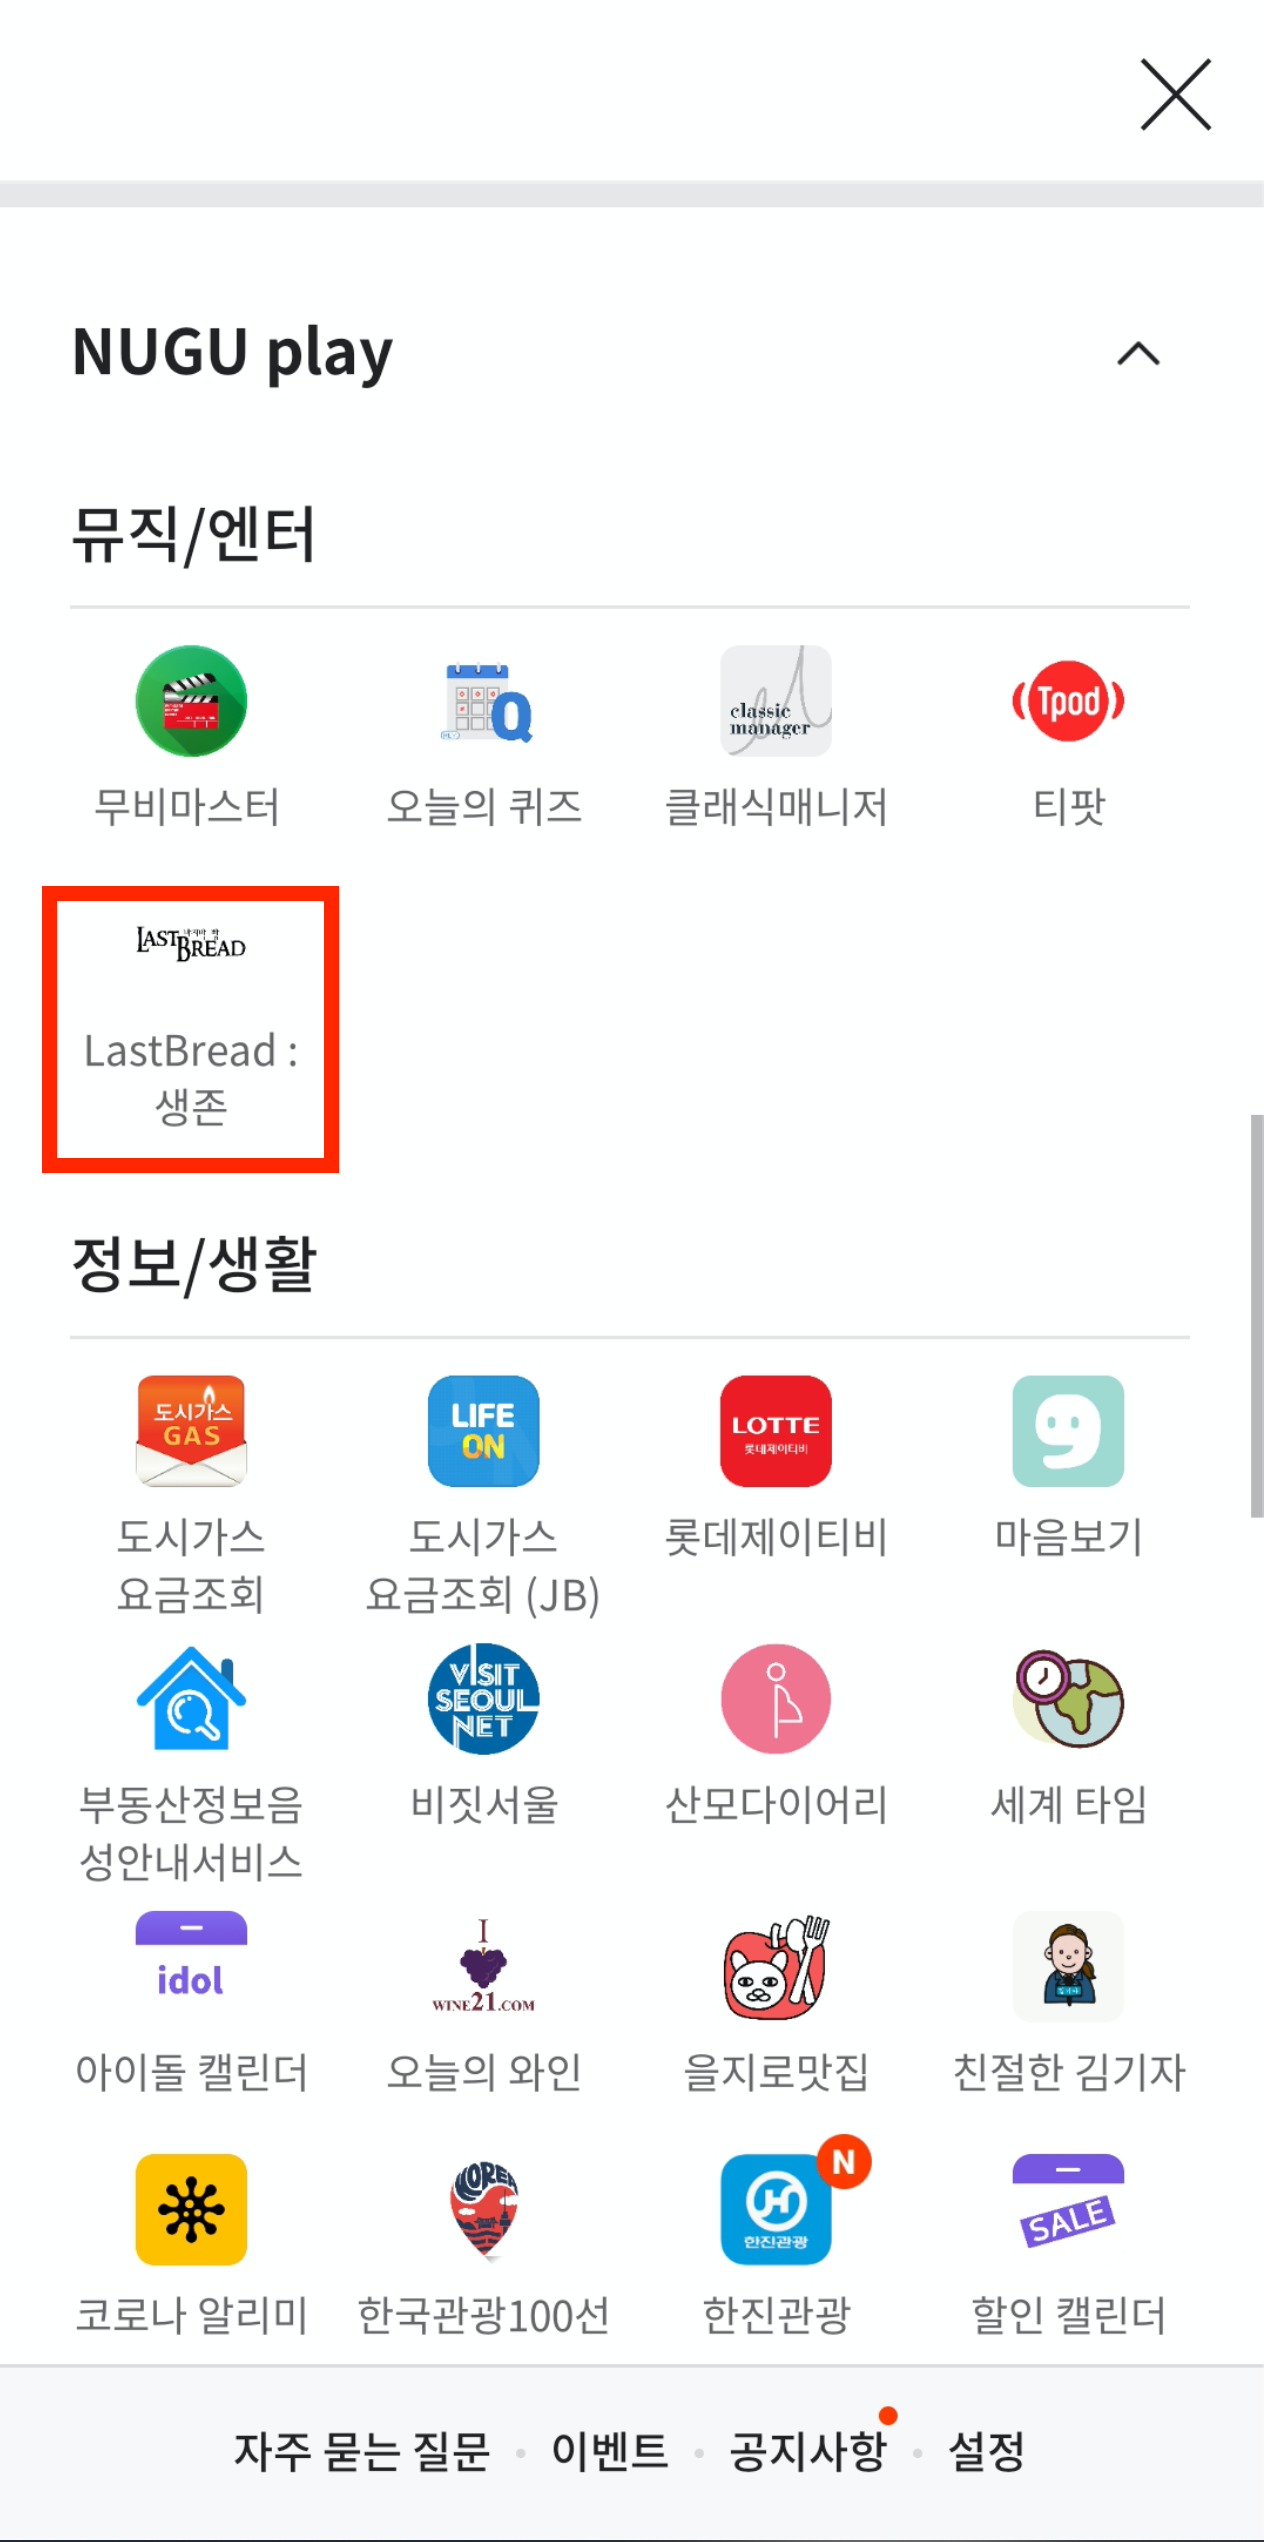 NUGU play
뮤직/엔터
Q
classic
manager
Tpod
무비마스터
오늘의 퀴즈
클래식매니저
티팟
LAST BREAD
LastBread :
생존
정보/생활
도시가스
GAS
LIFE
ON
LOTTE
롯데제이티비
도시가스
요금조회
도시가스
요금조회 (JB)
롯데제이티비
마음보기
VISIT
SEOUL
NET
부동산정보음
성안내서비스
비짓서울
산모다이어리
세계 타임
idol
I
WINE21.COM
아이돌 캘린더
오늘의 와인
을지로맛집
친절한 김기자
KOREA
N
한진관광
SALE
코로나 알리미
한국관광100선
한진관광
할인 캘린더
자주 묻는 질문 • 이벤트 • 공지사항 • 설정